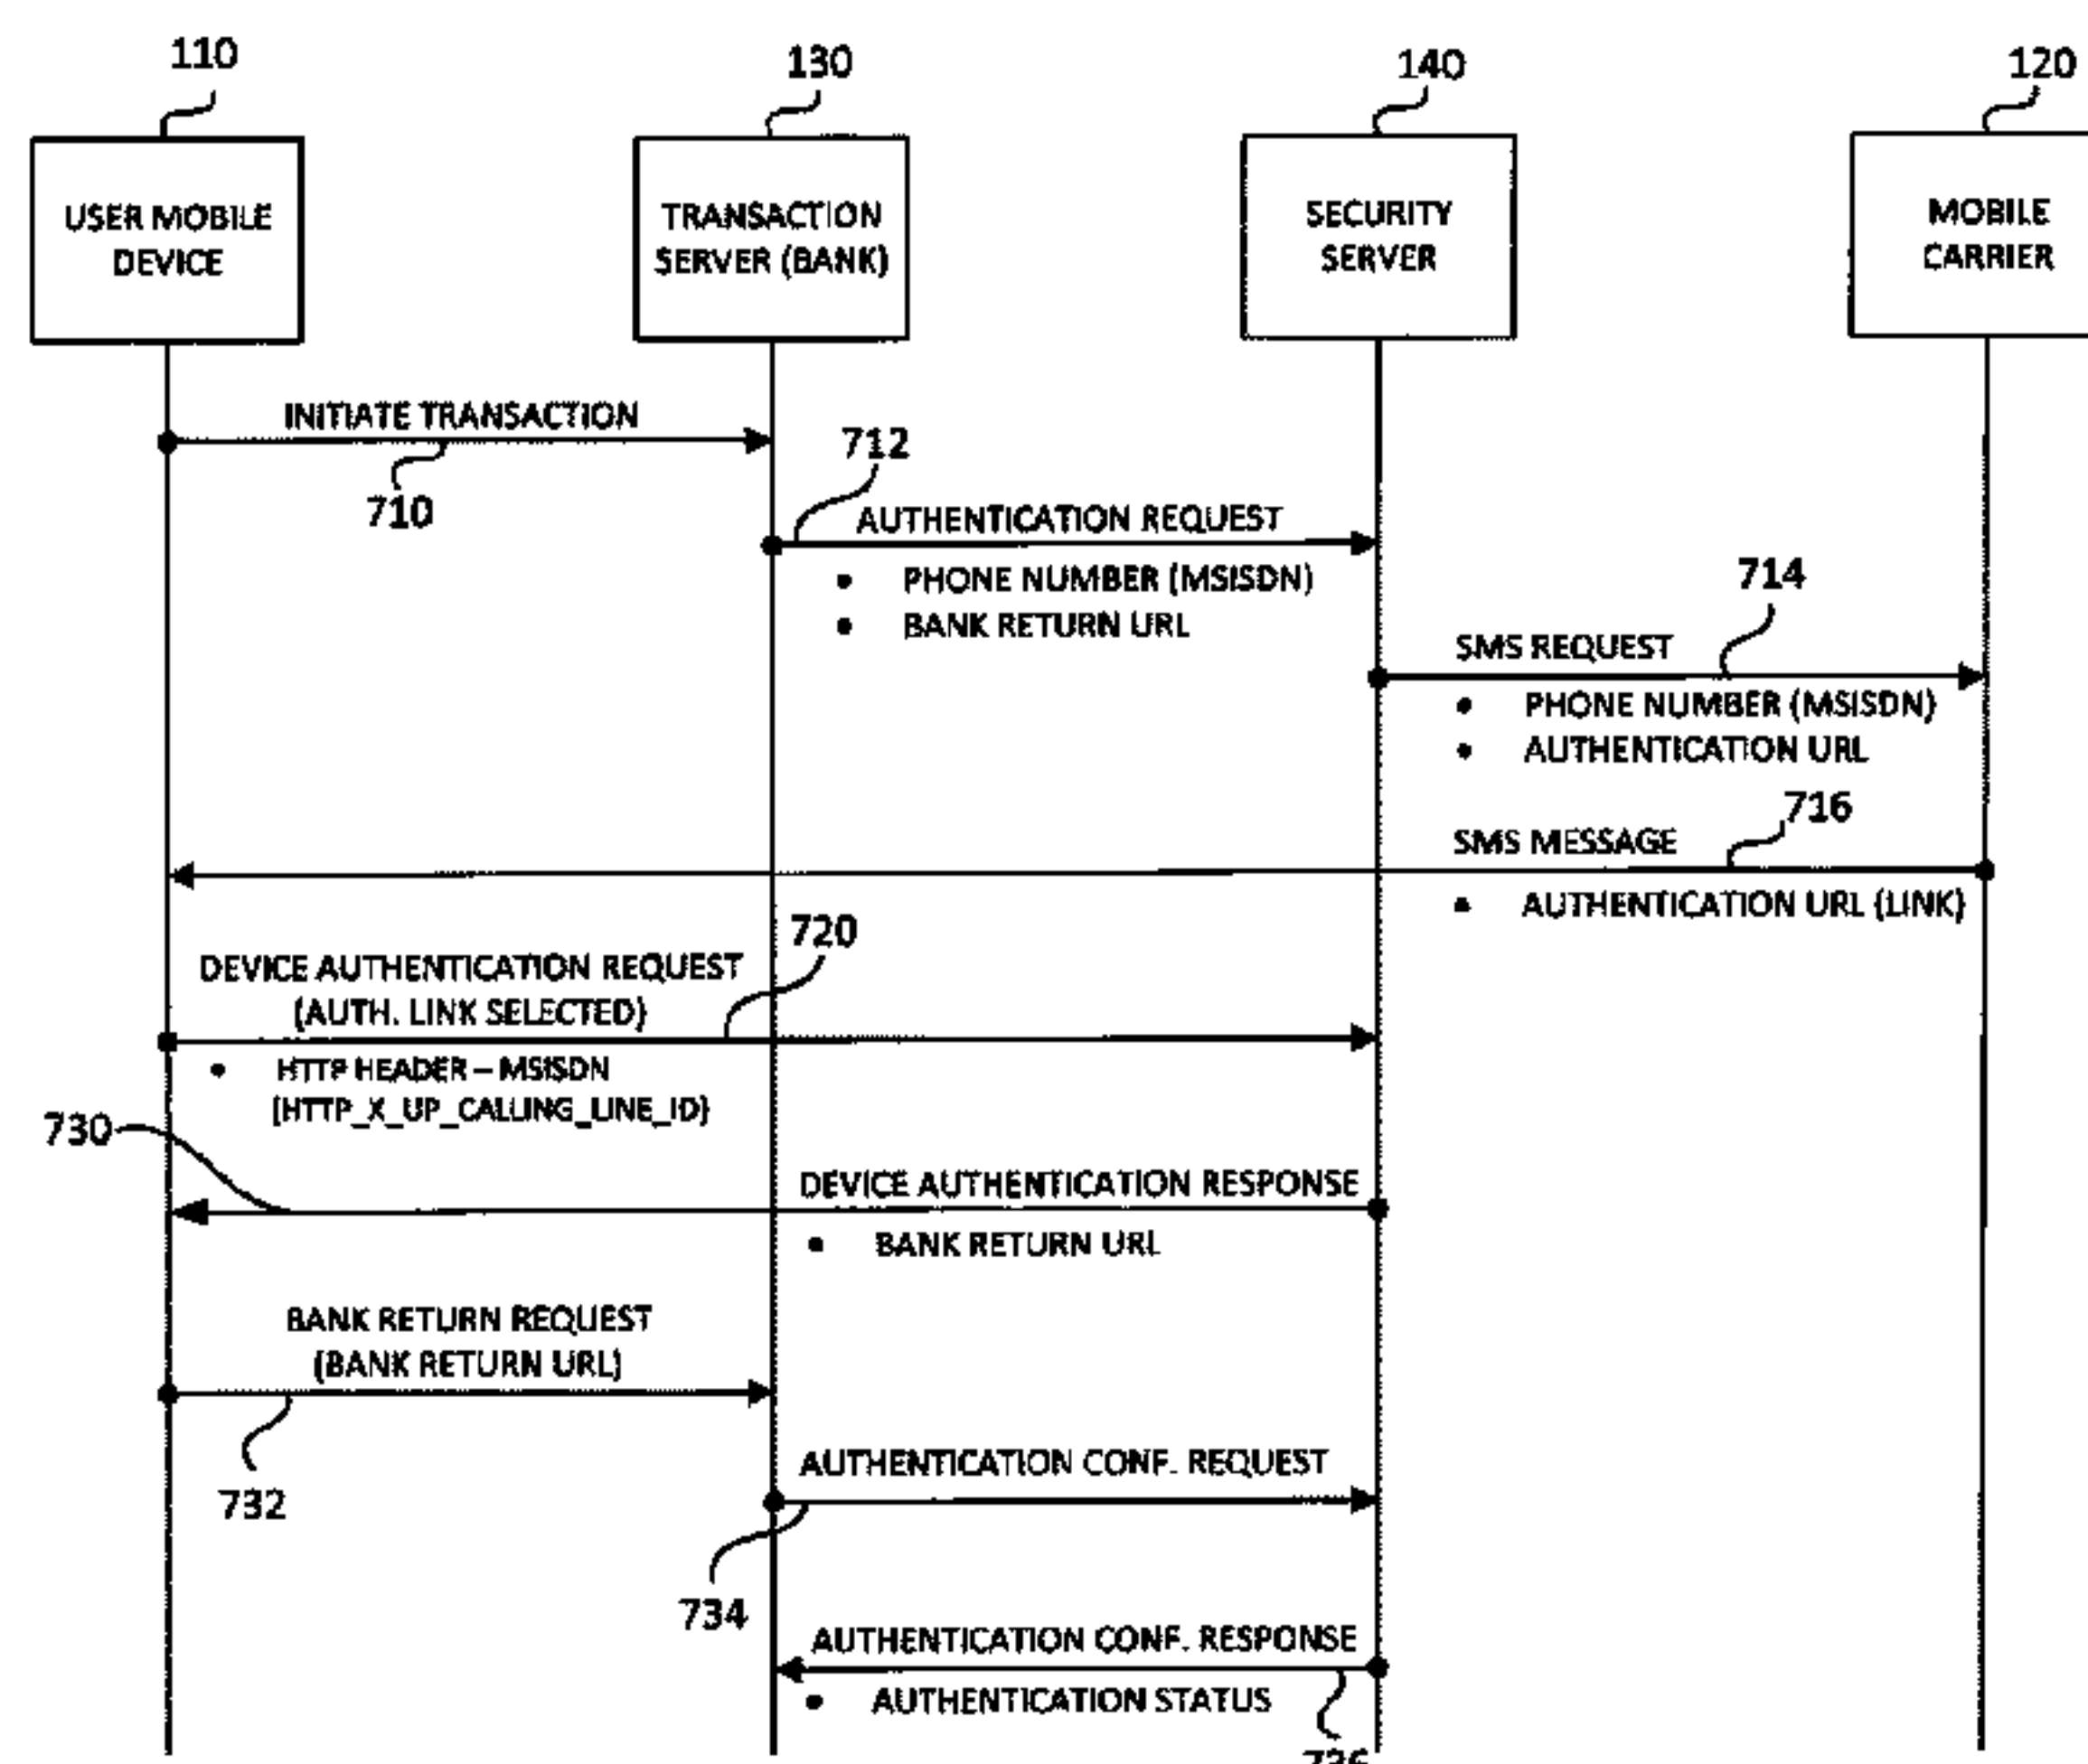 110
130
140
120
USER MOBILE
DEVICE
TRANSACTION
SERVER (BANK)
SECURITY
SERVER
MOBILE
CARRIER
INITIATE TRANSACTION
710
712
AUTHENTICATION REQUEST
• PHONE NUMBER (MSISDN)
• BANK RETURN URL
714
SMS REQUEST
• PHONE NUMBER (MSISDN)
• AUTHENTICATION URL
716
SMS MESSAGE
• AUTHENTICATION URL (LINK)
720
DEVICE AUTHENTICATION REQUEST
(AUTH. LINK SELECTED)
• HTTP HEADER – MSISDN
(HTTP_X_UP_CALLING_LINE_ID)
730
DEVICE AUTHENTICATION RESPONSE
• BANK RETURN URL
BANK RETURN REQUEST
(BANK RETURN URL)
732
AUTHENTICATION CONF. REQUEST
734
AUTHENTICATION CONF. RESPONSE
• AUTHENTICATION STATUS
736